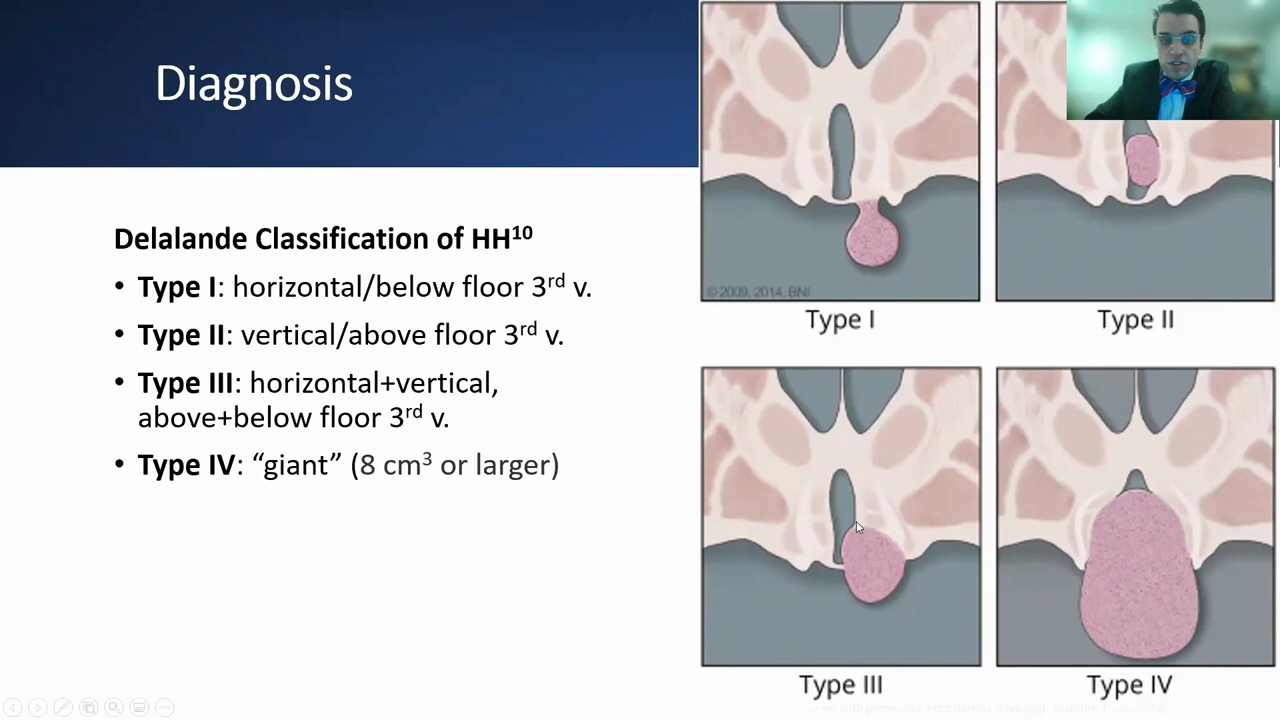 Diagnosis
Delalande Classification of HH¹⁰
• Type I: horizontal/below floor 3ʳᵈ v.
• Type II: vertical/above floor 3ʳᵈ v.
• Type III: horizontal+vertical,
above+below floor 3ʳᵈ v.
• Type IV: “giant” (8 cm³ or larger)
© 2009, 2014, BNI
Type I
Type II
Type III
Type IV